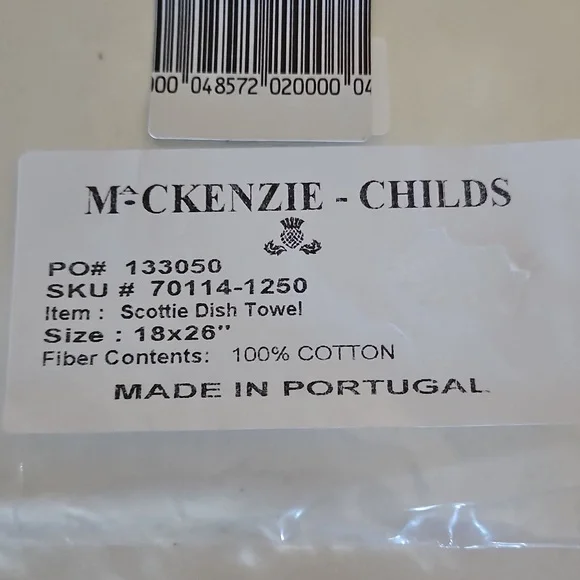 000 048572 020000 04
MACKENZIE - CHILDS
PO# 133050
SKU # 70114-1250
Item : Scottie Dish Towel
Size : 18x26"
Fiber Contents: 100% COTTON
MADE IN PORTUGAL